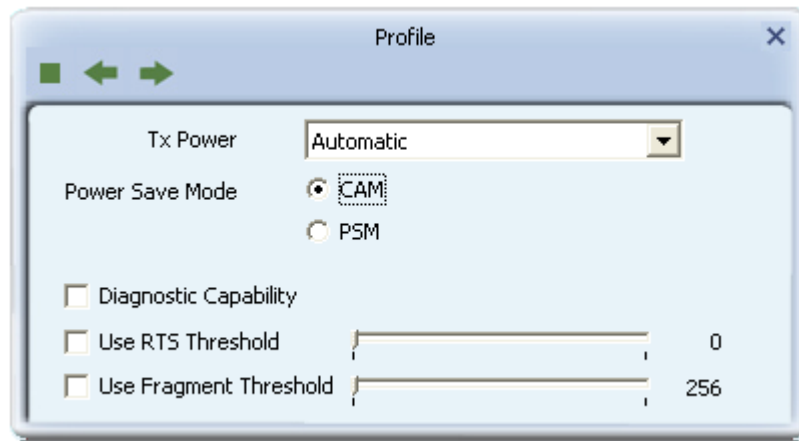 Profile
Tx Power Automatic
Power Save Mode CAM
PSM
Diagnostic Capability
Use RTS Threshold 0
Use Fragment Threshold 256